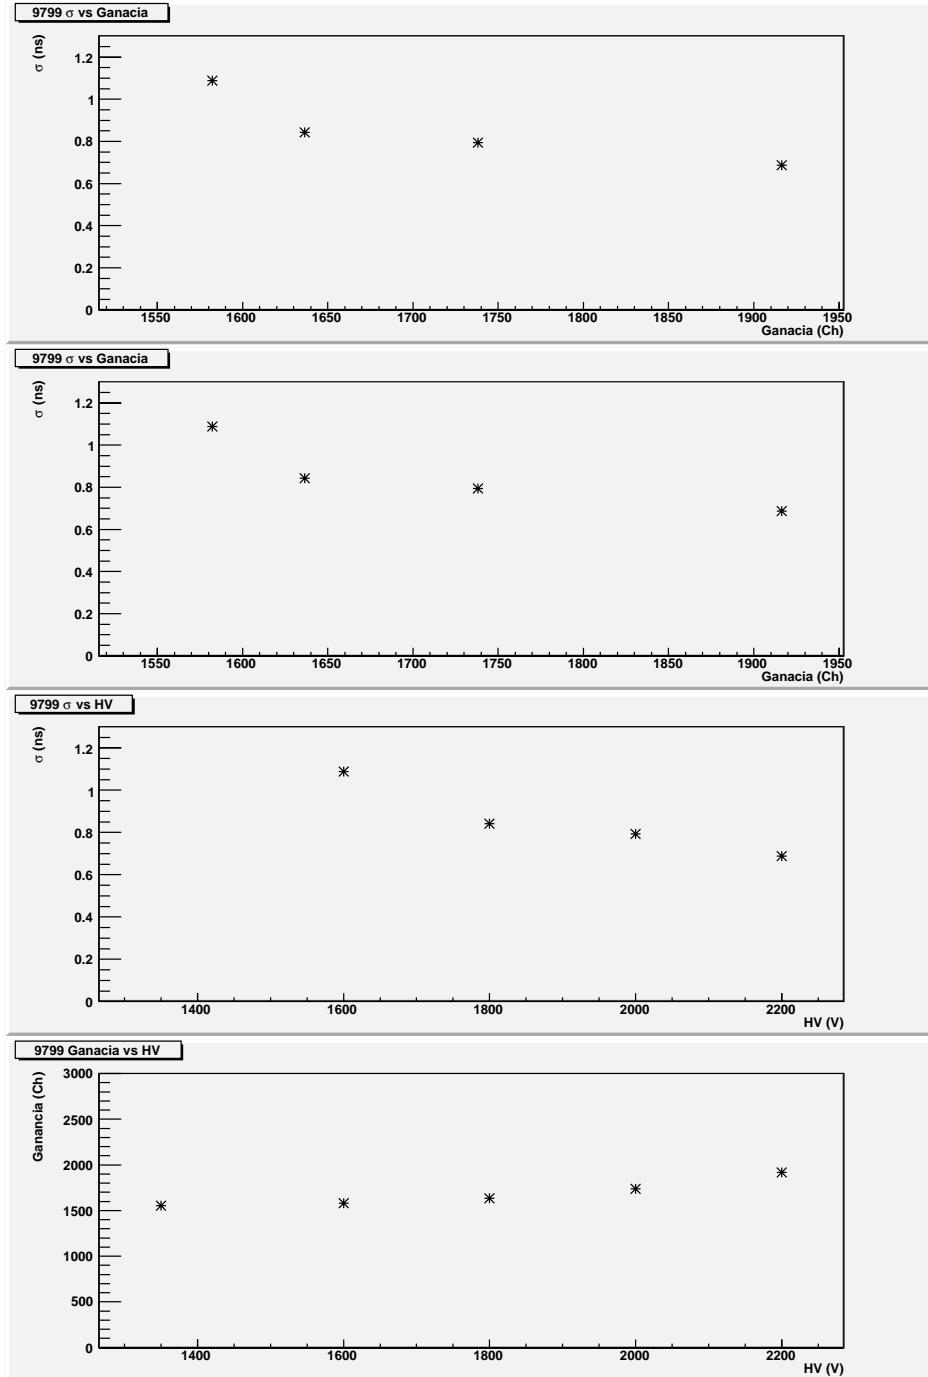 9799 σ vs Ganacia
σ (ns)
1.2
1
0.8
0.6
0.4
0.2
0
1550 1600 1650 1700 1750 1800 1850 1900 1950
Ganacia (Ch)
9799 σ vs Ganacia
σ (ns)
1.2
1
0.8
0.6
0.4
0.2
0
1550 1600 1650 1700 1750 1800 1850 1900 1950
Ganacia (Ch)
9799 σ vs HV
σ (ns)
1.2
1
0.8
0.6
0.4
0.2
0
1400 1600 1800 2000 2200
HV (V)
9799 Ganacia vs HV
Ganancia (Ch)
3000
2500
2000
1500
1000
500
0
1400 1600 1800 2000 2200
HV (V)